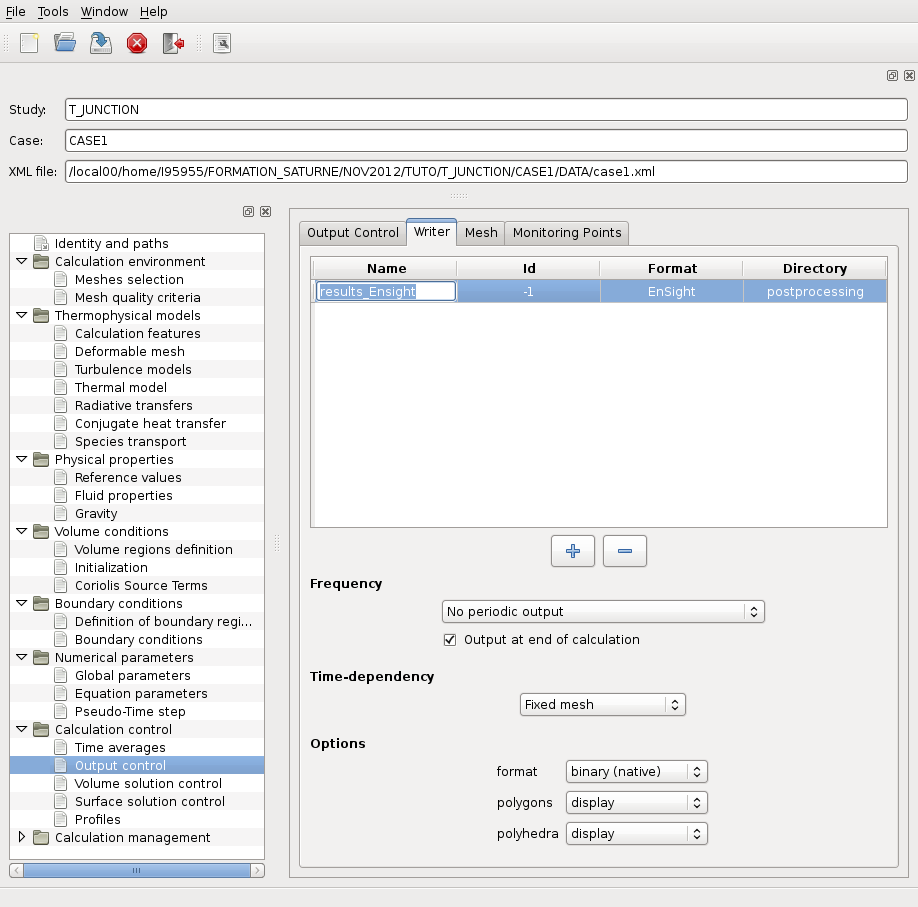 File Tools Window Help
Study: T_JUNCTION
Case: CASE1
XML file: /local00/home/I95955/FORMATION_SATURNE/NOV2012/TUTO/T_JUNCTION/CASE1/DATA/case1.xml
Identity and paths
Calculation environment
Meshes selection
Mesh quality criteria
Thermophysical models
Calculation features
Deformable mesh
Turbulence models
Thermal model
Radiative transfers
Conjugate heat transfer
Species transport
Physical properties
Reference values
Fluid properties
Gravity
Volume conditions
Volume regions definition
Initialization
Coriolis Source Terms
Boundary conditions
Definition of boundary regi...
Boundary conditions
Numerical parameters
Global parameters
Equation parameters
Pseudo-Time step
Calculation control
Time averages
Output control
Volume solution control
Surface solution control
Profiles
Calculation management
Output Control Writer Mesh Monitoring Points
Name Id Format Directory
results_Ensight -1 EnSight postprocessing
Frequency
No periodic output
Output at end of calculation
Time-dependency
Fixed mesh
Options
format binary (native)
polygons display
polyhedra display